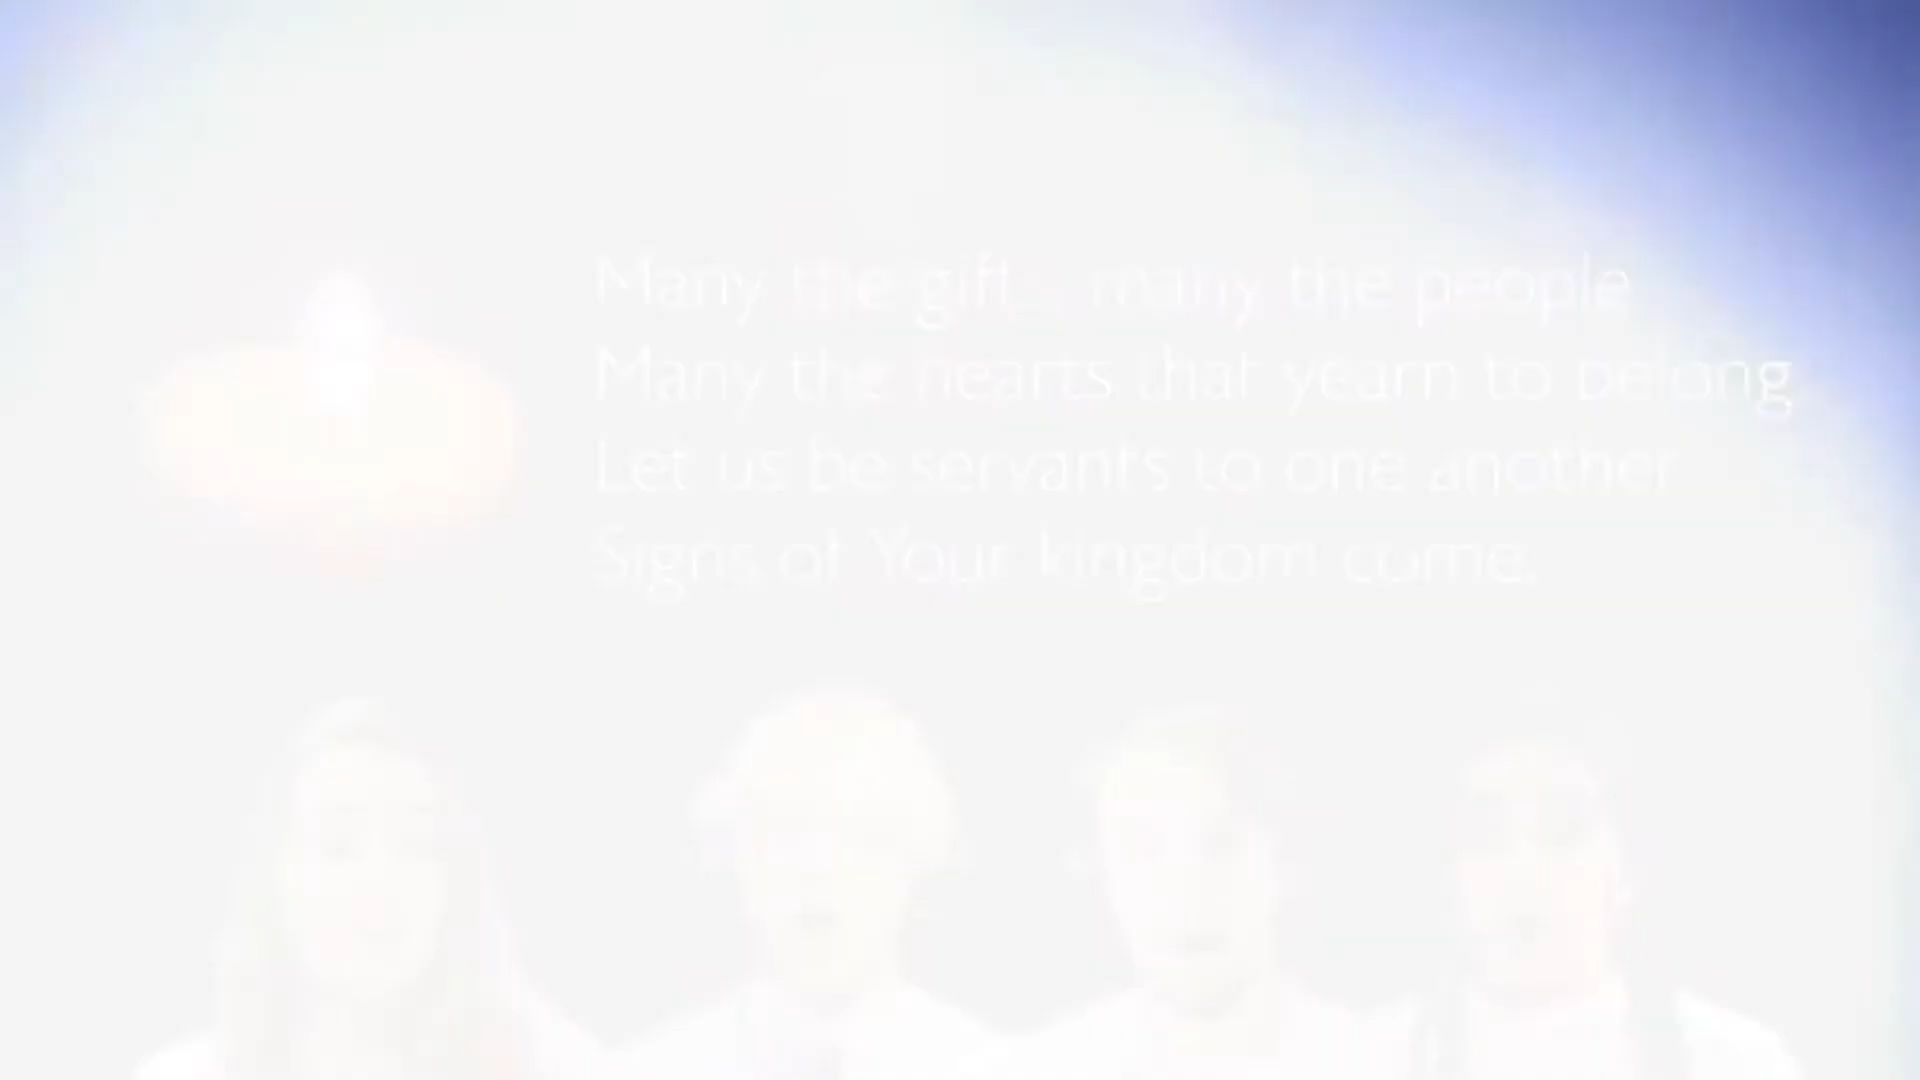 Many the gifts, many the people
Many the hearts that yearn to belong
Let us be servants to one another
Signs of Your kingdom come.